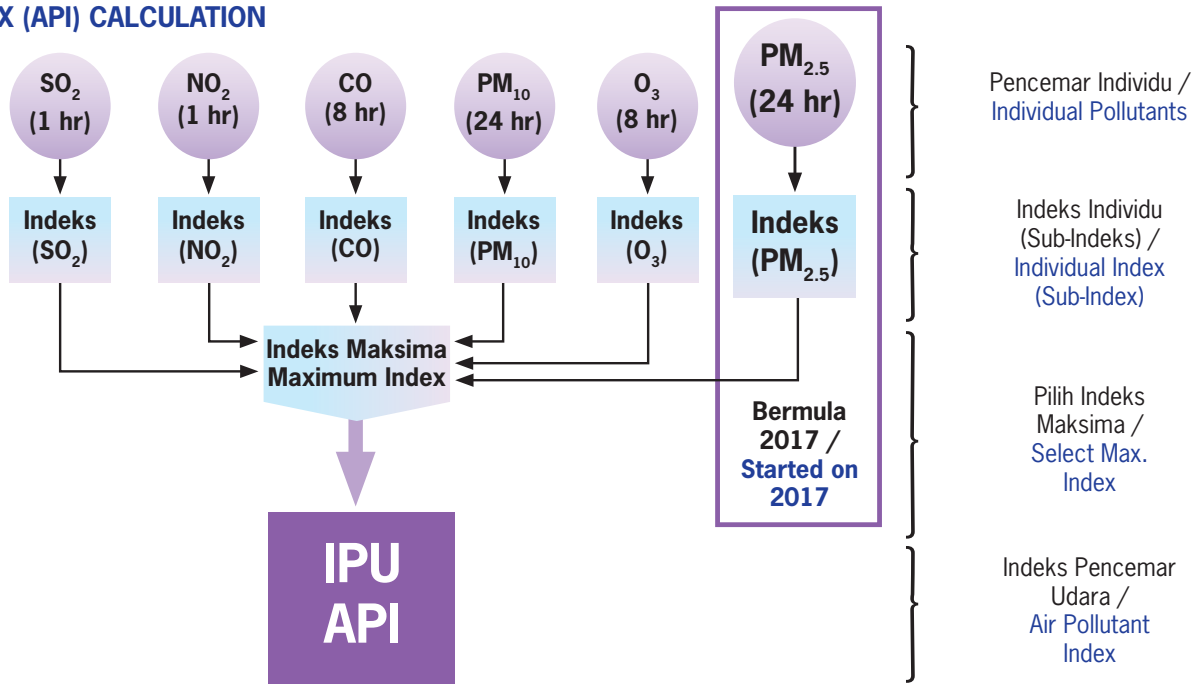 X (API) CALCULATION
SO₂
(1 hr)
NO₂
(1 hr)
CO
(8 hr)
PM₁₀
(24 hr)
O₃
(8 hr)
PM₂.₅
(24 hr)
Pencemar Individu /
Individual Pollutants
Indeks
(SO₂)
Indeks
(NO₂)
Indeks
(CO)
Indeks
(PM₁₀)
Indeks
(O₃)
Indeks
(PM₂.₅)
Indeks Individu
(Sub-Indeks) /
Individual Index
(Sub-Index)
Indeks Maksima
Maximum Index
Bermula
2017 /
Started on
2017
Pilih Indeks
Maksima /
Select Max.
Index
IPU
API
Indeks Pencemar
Udara /
Air Pollutant
Index